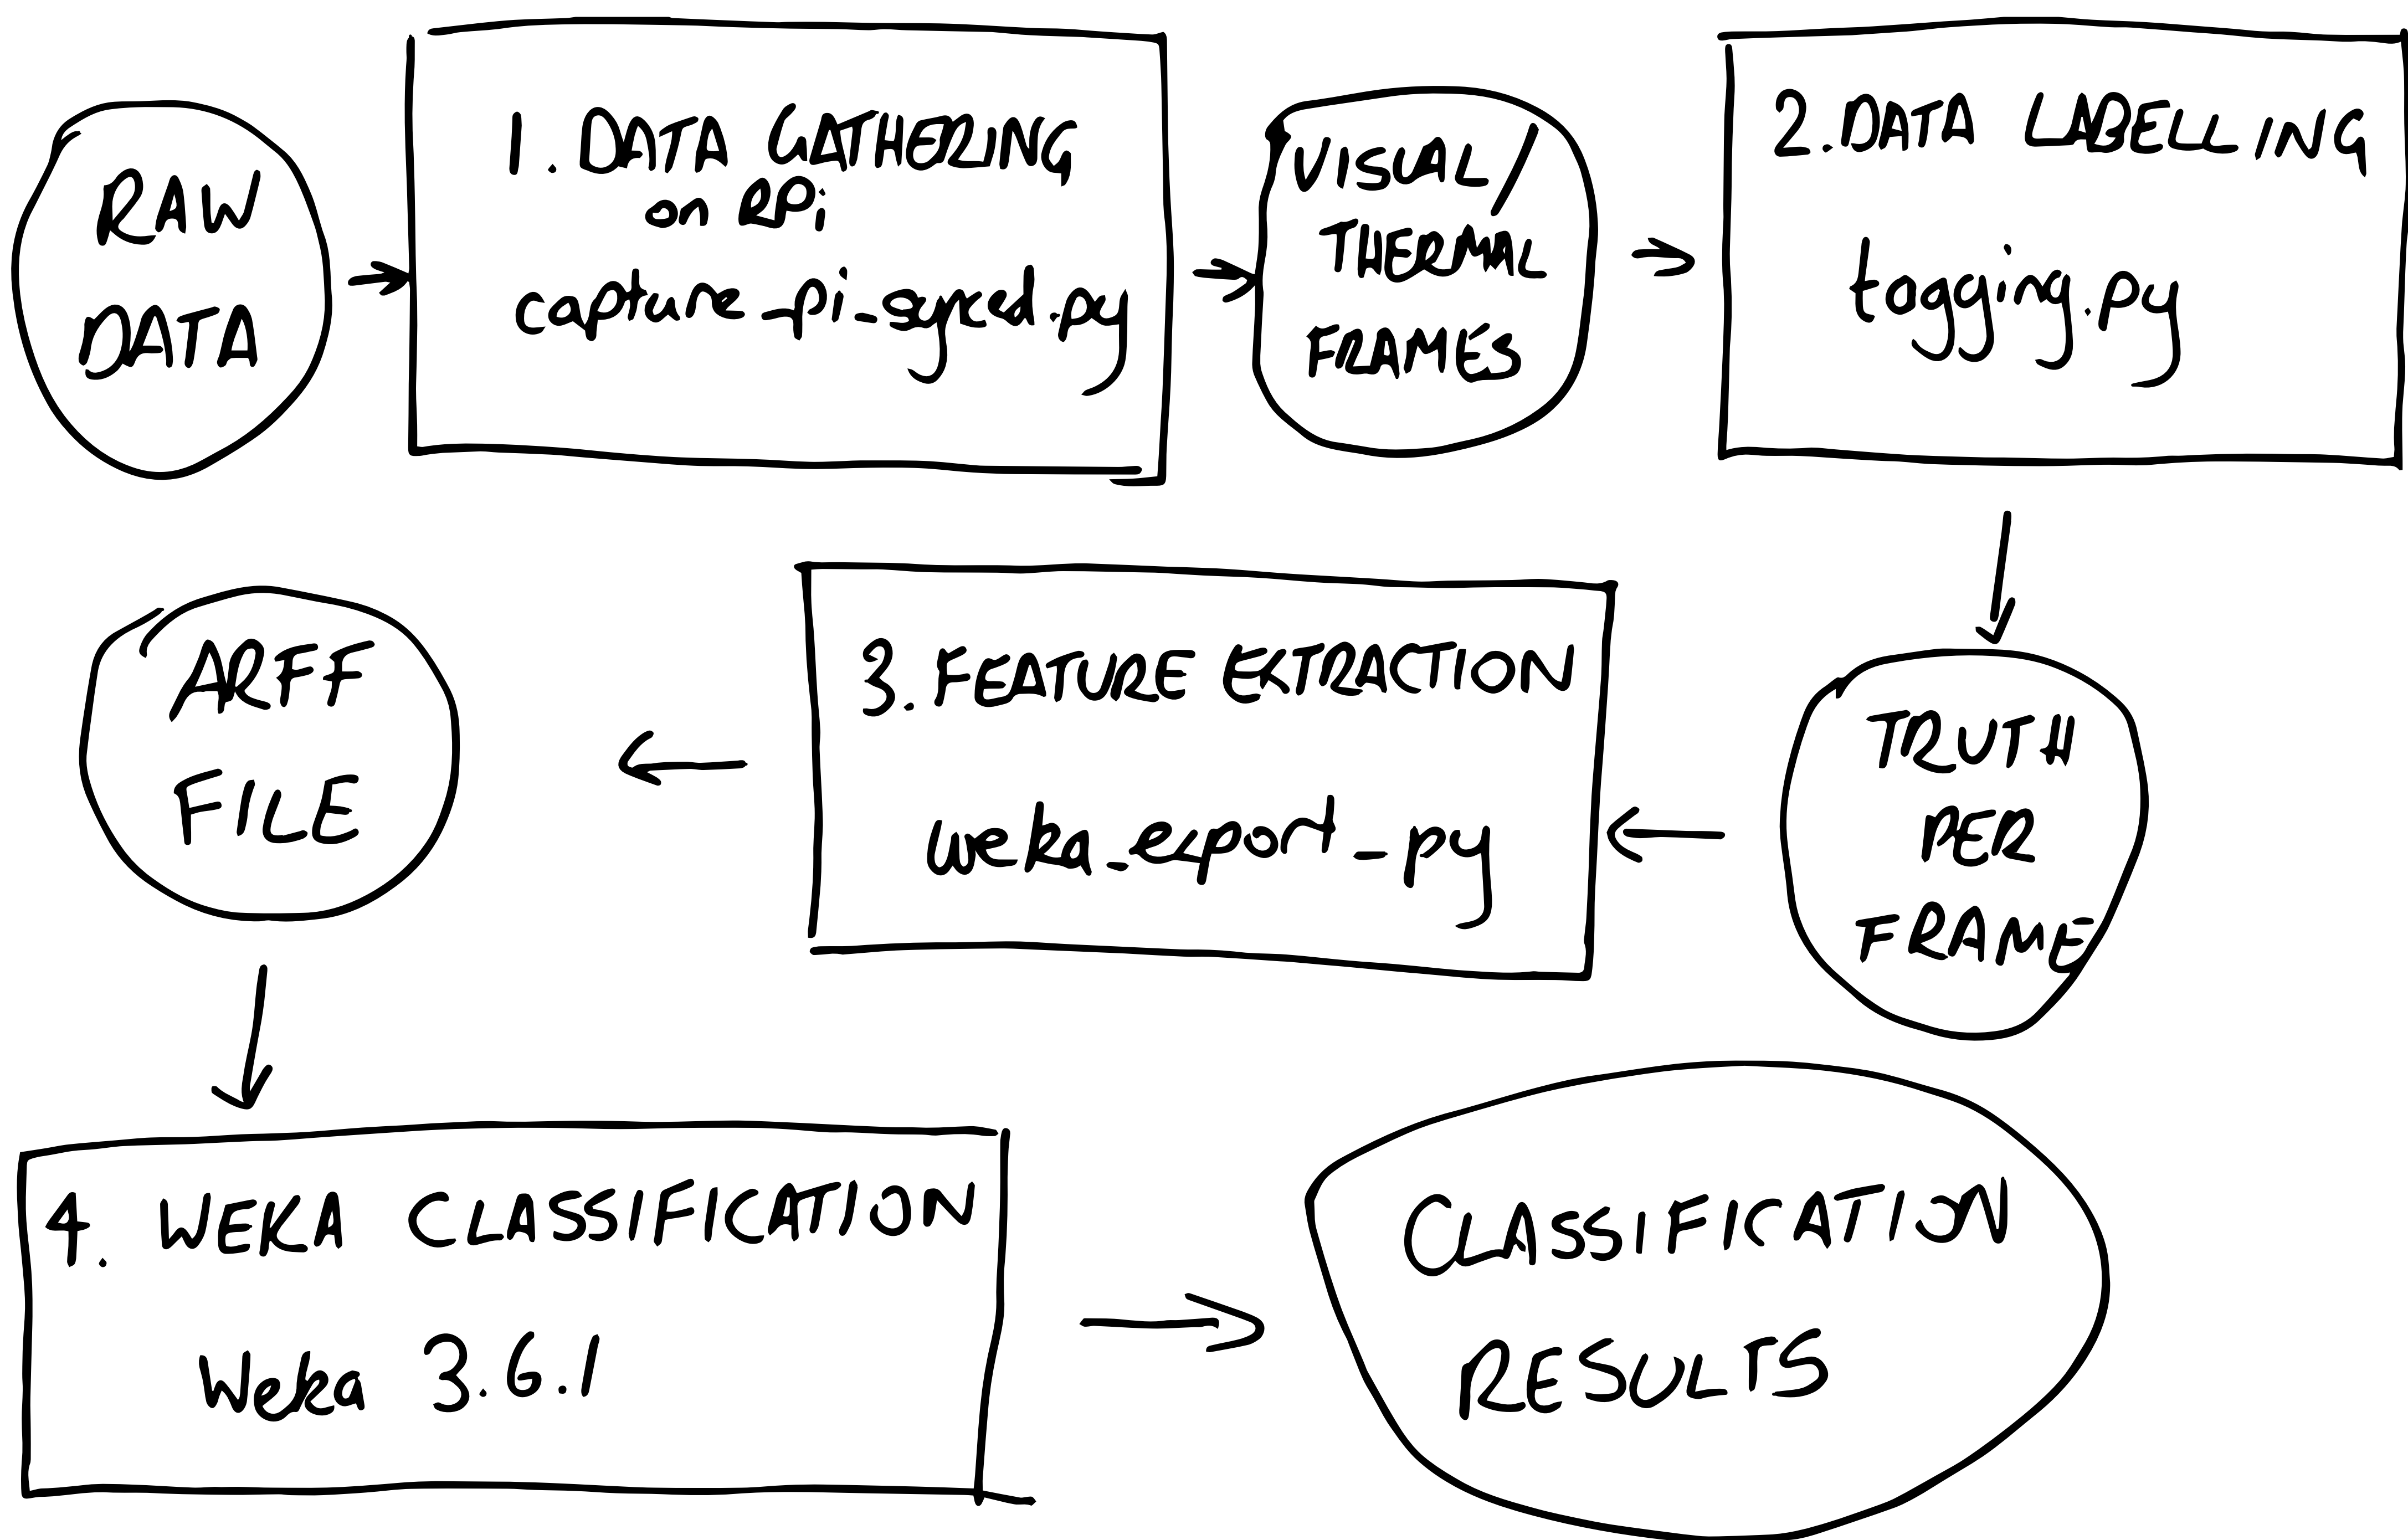 RAW
DATA
1. DATA GATHERING
on RPi
capture_pi_synced.py
VISUAL/
THERMAL
FRAMES
2. DATA LABELLING
tagging.py
TRUTH
PER
FRAME
3. FEATURE EXTRACTION
weka_export_py
ARFF
FILE
4. WEKA CLASSIFICATION
Weka 3.6.1
CLASSIFICATION
RESULTS